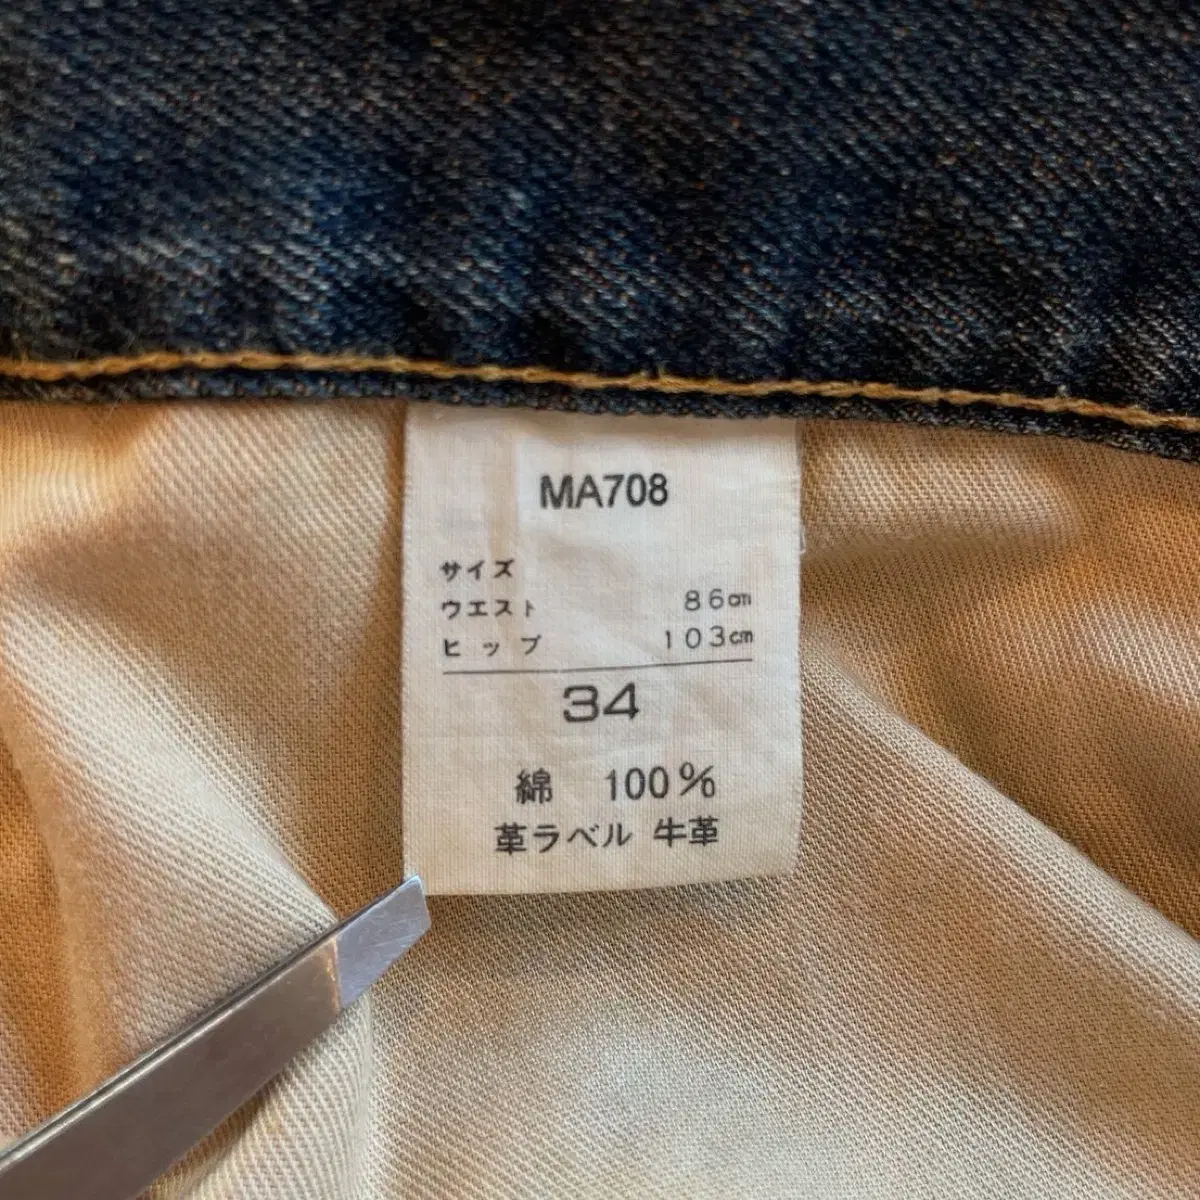 MA708
サイズ
ウエスト 86cm
ヒップ 103cm
34
綿 100%
革ラベル 牛革